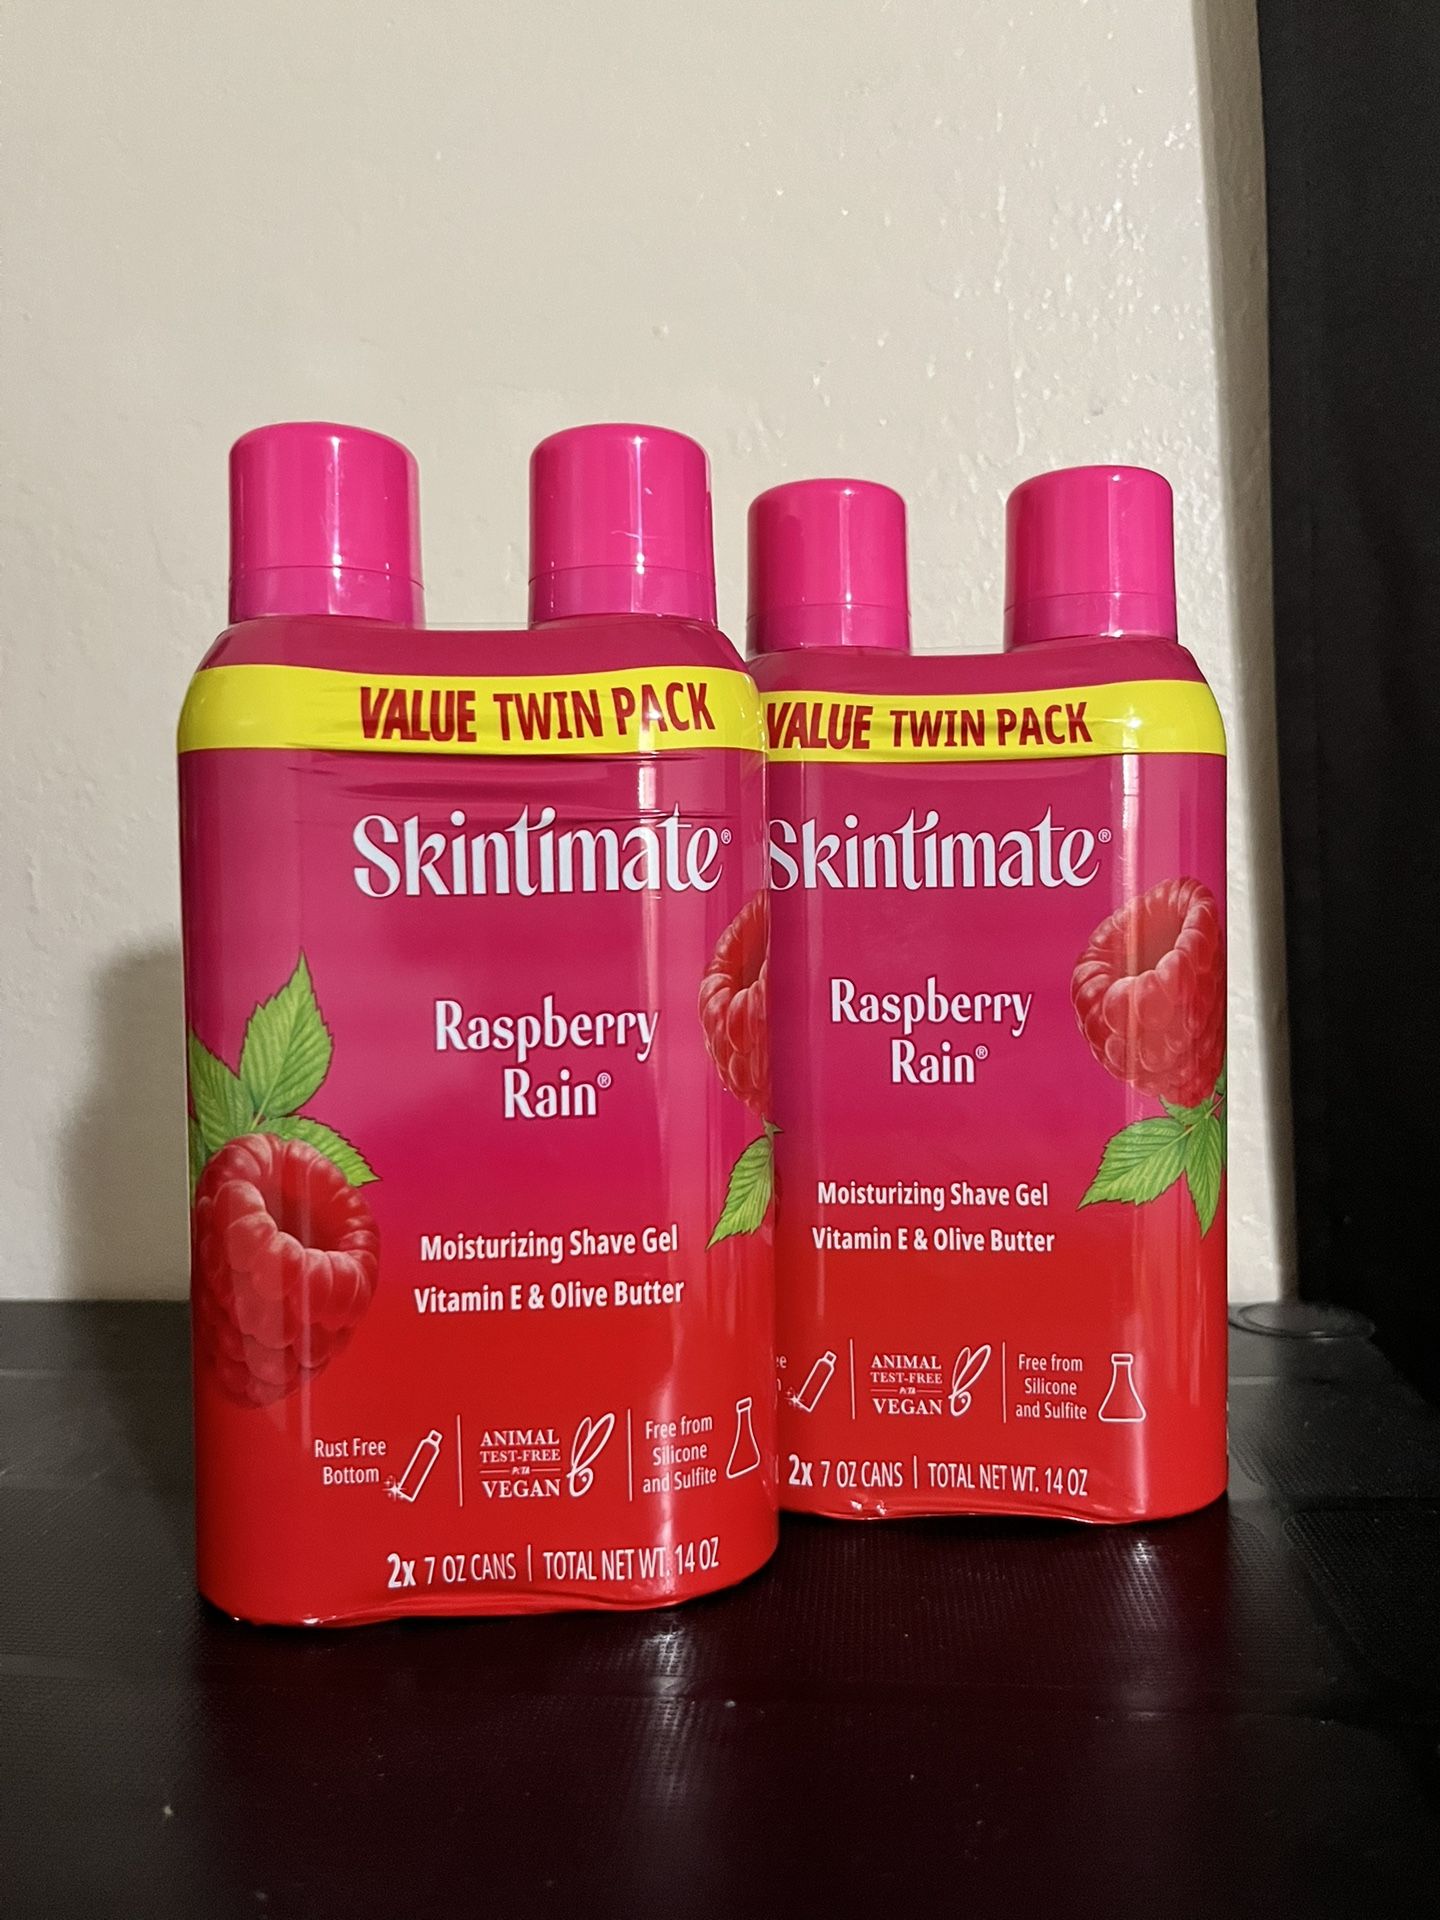 VALUE TWIN PACK
Skintimate®
Raspberry
Rain®
Moisturizing Shave Gel
Vitamin E & Olive Butter
Rust Free
Bottom
ANIMAL
TEST-FREE
PETA
VEGAN
Free from
Silicone
and Sulfite
2x 7 OZ CANS | TOTAL NET WT. 14 OZ
VALUE TWIN PACK
Skintimate®
Raspberry
Rain®
Moisturizing Shave Gel
Vitamin E & Olive Butter
ANIMAL
TEST-FREE
PETA
VEGAN
Free from
Silicone
and Sulfite
2x 7 OZ CANS | TOTAL NET WT. 14 OZ